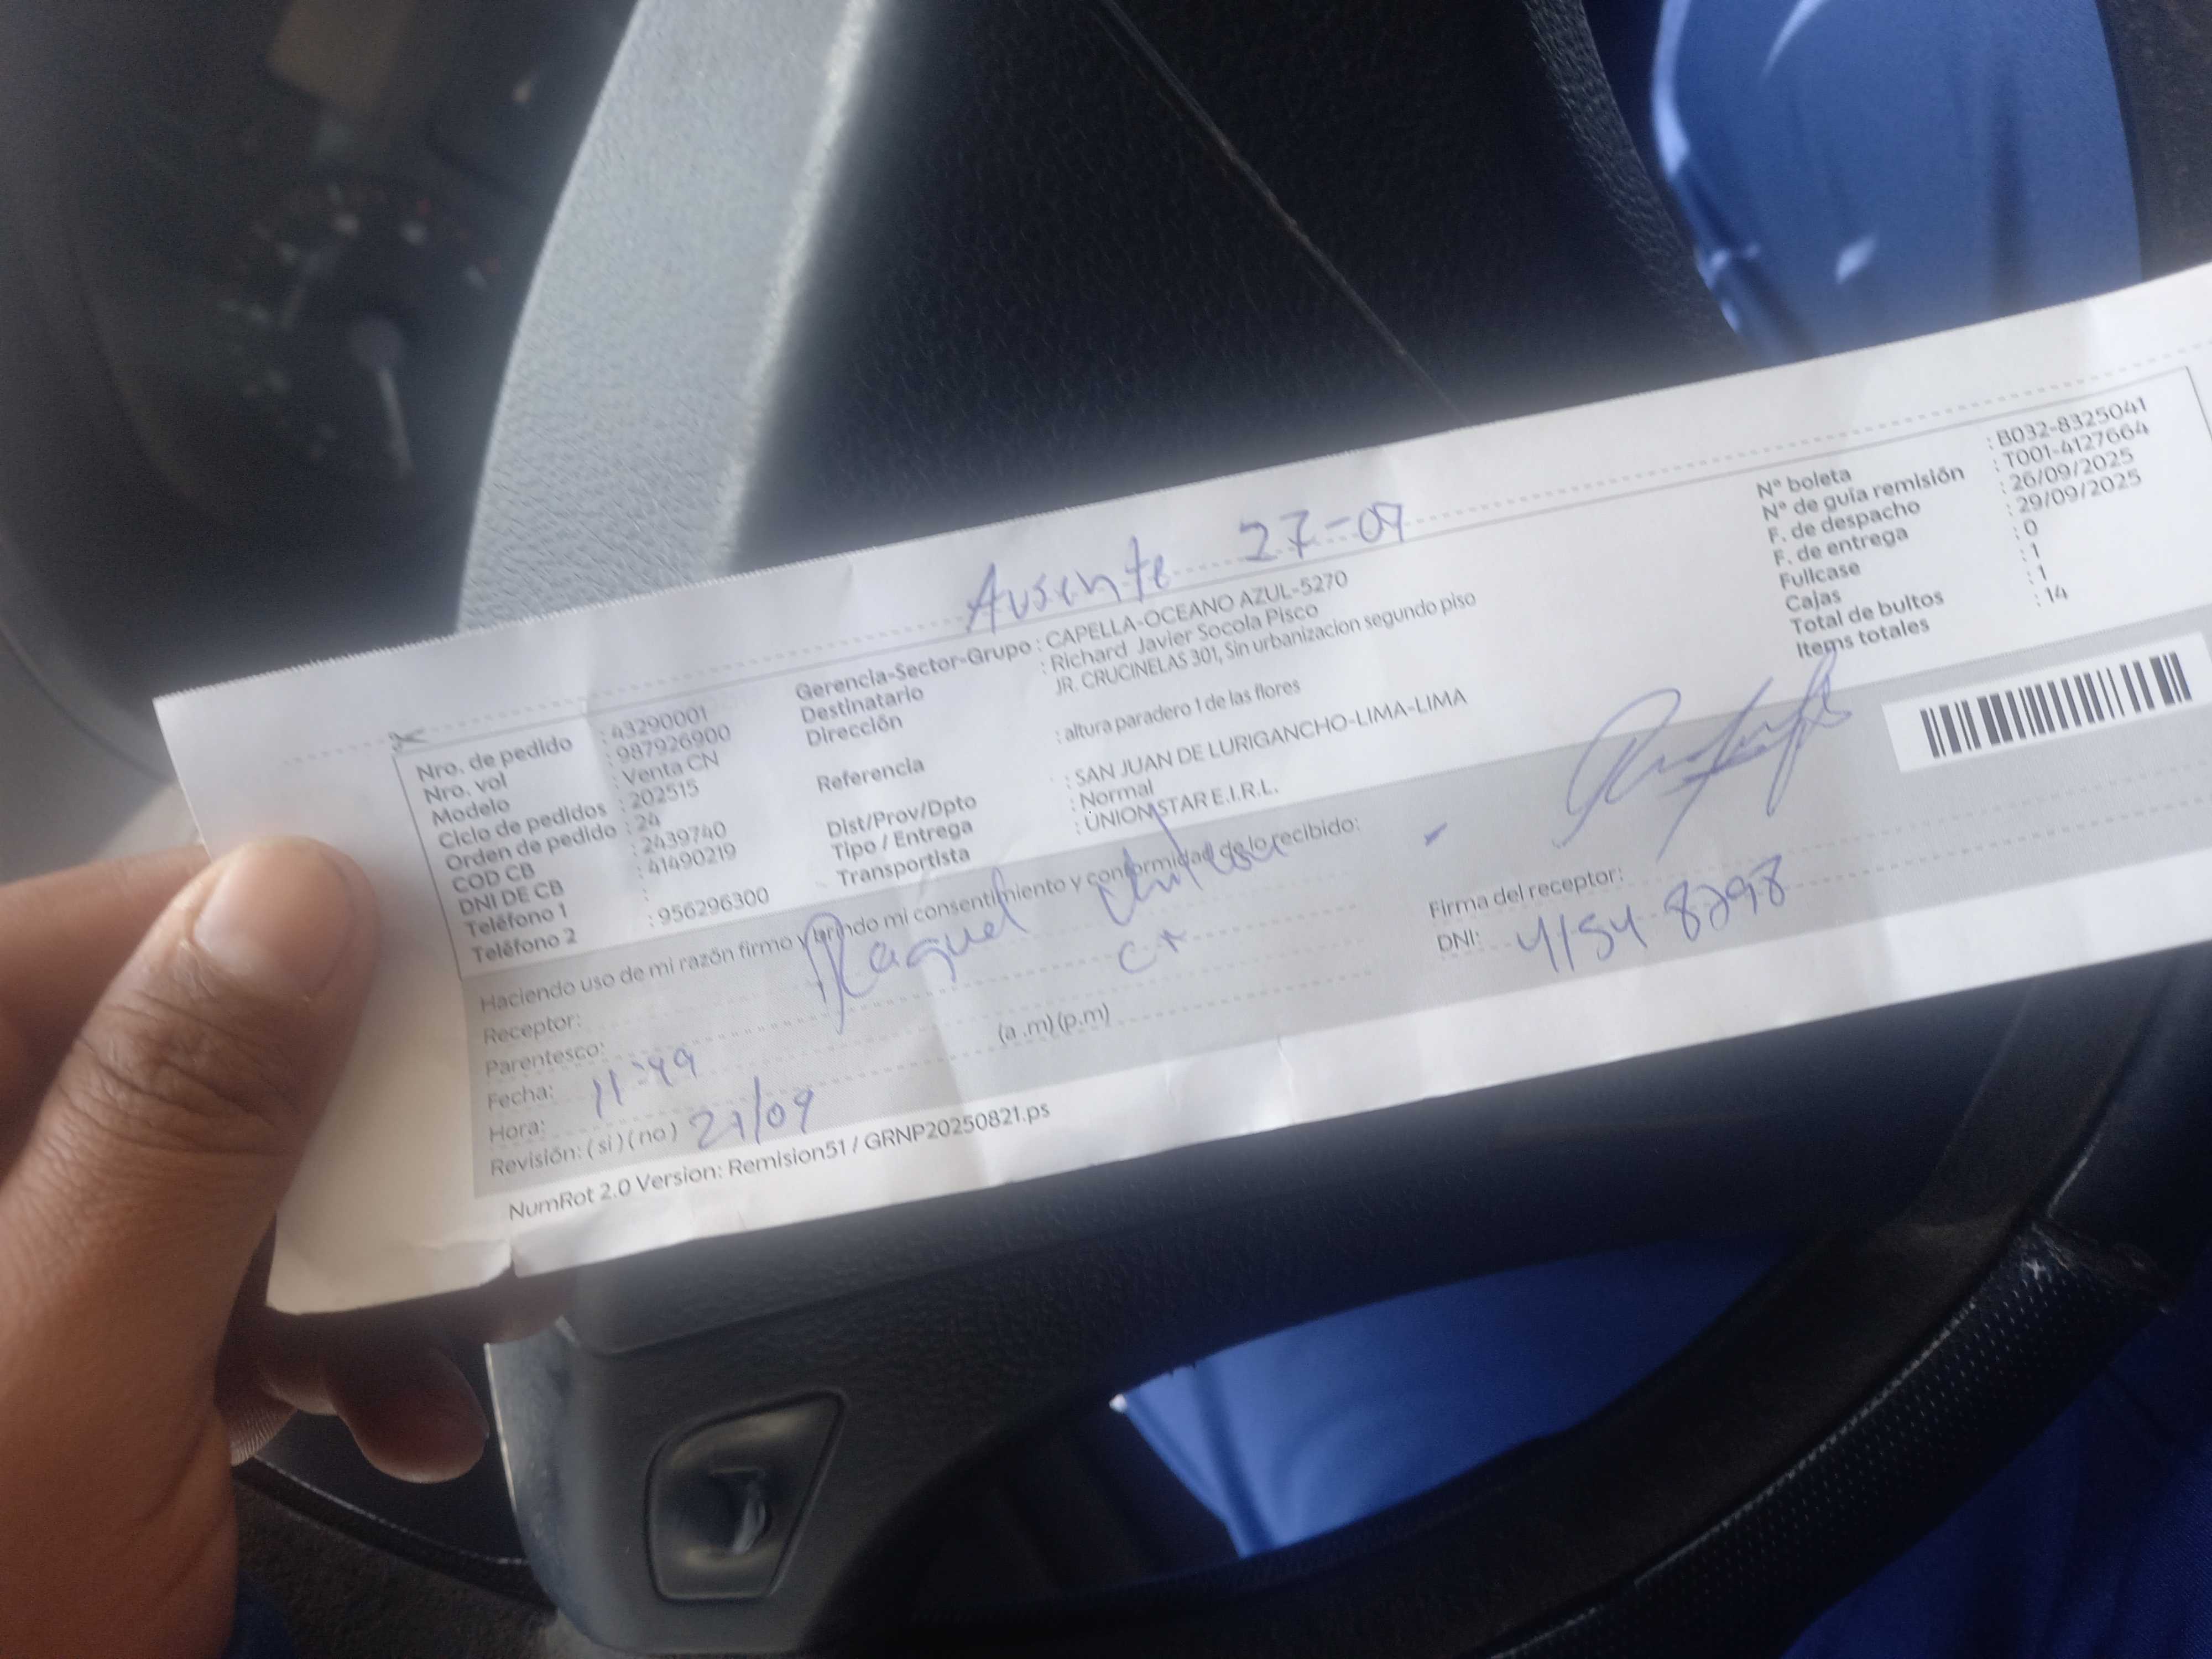 Ausente 27-09
Nro. de pedido : 43290001
Nro. vol : 987926900
Modelo : Venta CN
Ciclo de pedidos : 202515
Orden de pedido : 24
COD CB : 2439740
DNI DE CB : 41490219
Teléfono 1 :
Teléfono 2 : 956296300
Gerencia-Sector-Grupo : CAPELLA-OCEANO AZUL-5270
Destinatario : Richard Javier Socola Pisco
Dirección JR. CRUCINELAS 301, Sin urbanizacion segundo piso
Referencia : altura paradero 1 de las flores
Dist/Prov/Dpto : SAN JUAN DE LURIGANCHO-LIMA-LIMA
Tipo / Entrega : Normal
Transportista : UNIONSTAR E.I.R.L.
N° boleta : B032-8325041
N° de guía remisión : T001-4127664
F. de despacho : 26/09/2025
F. de entrega : 29/09/2025
Fullcase : 0
Cajas : 1
Total de bultos : 1
Items totales : 14
Haciendo uso de mi razón firmo y brindo mi consentimiento y conformidad de lo recibido:
Receptor: Raquel
Parentesco:
Fecha: 11:49
Hora:
(a .m) (p.m)
Revisión: ( si ) ( no )
Firma del receptor:
DNI:
NumRot 2.0 Version: Remision51 / GRNP20250821.ps